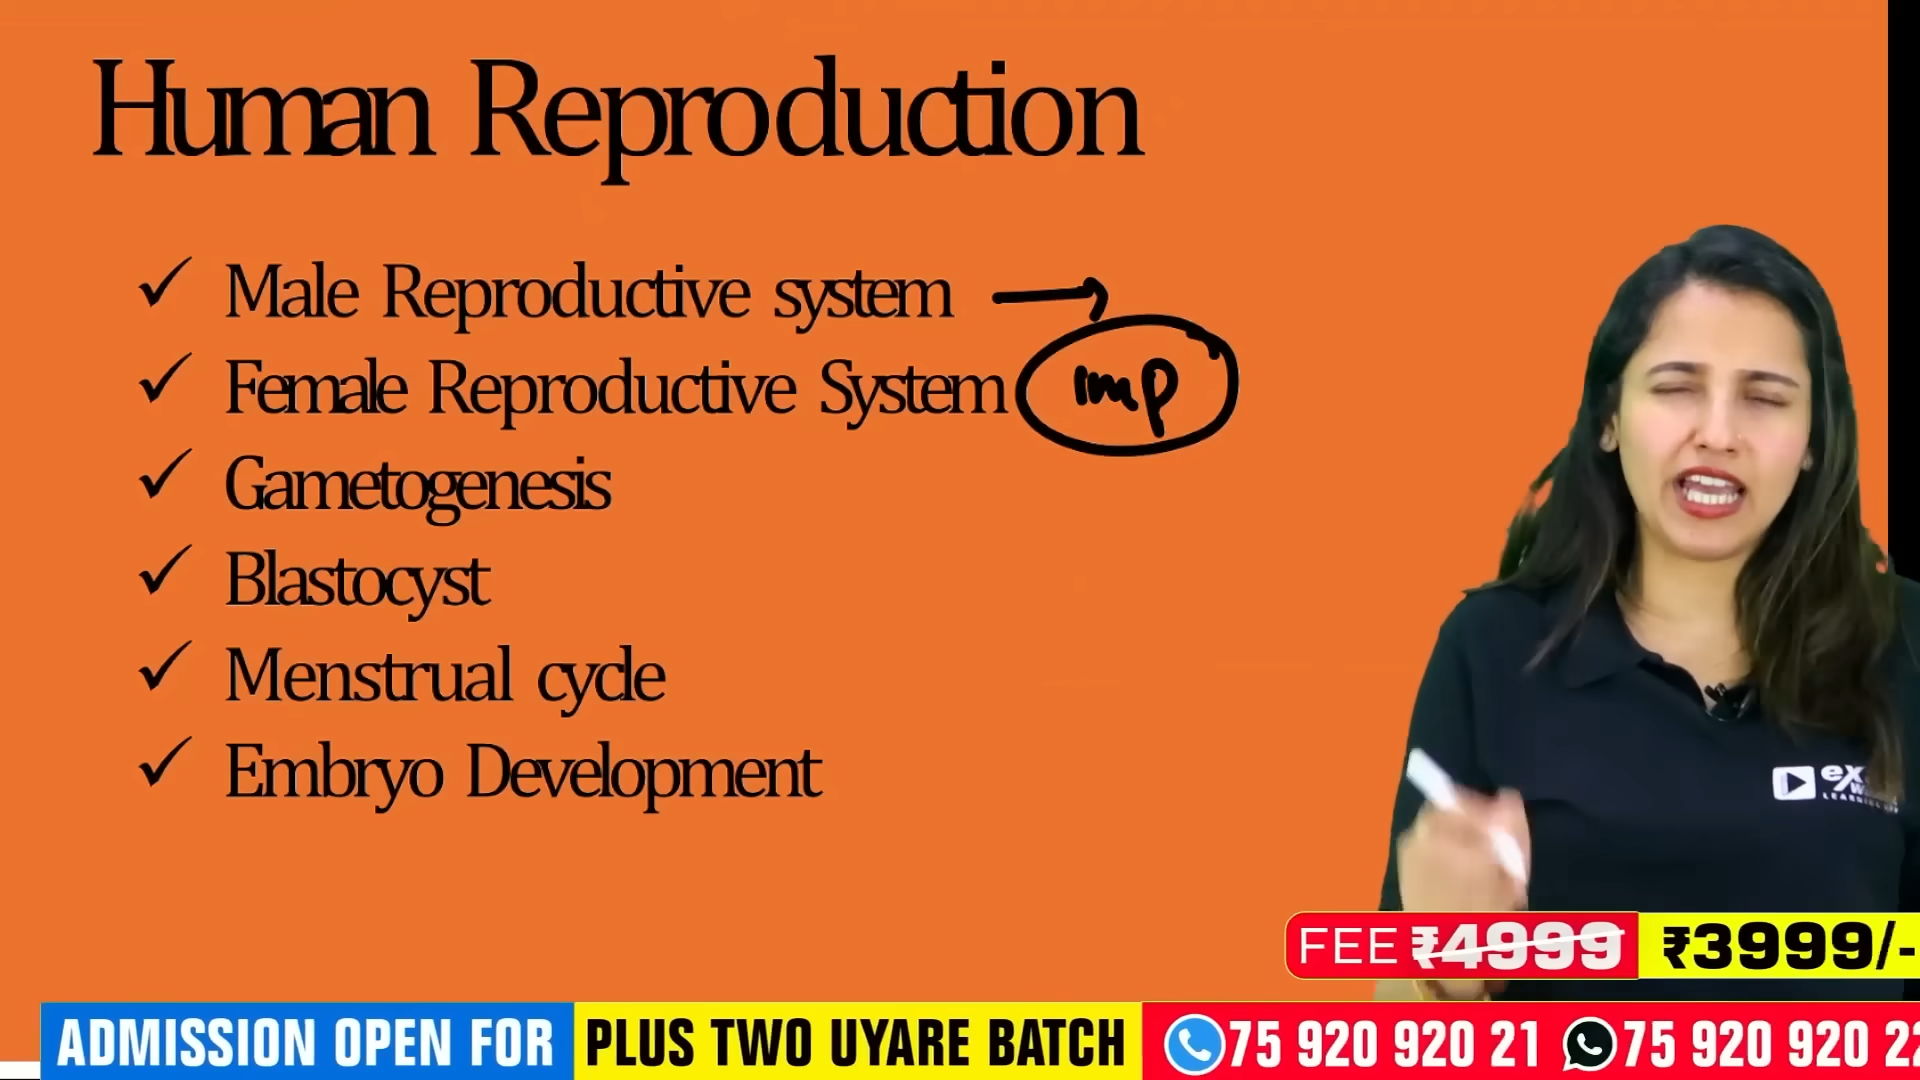 Human Reproduction
✓ Male Reproductive system →
✓ Female Reproductive System imp
✓ Gametogenesis
✓ Blastocyst
✓ Menstrual cycle
✓ Embryo Development
FEE ₹4999 ₹3999/-
ADMISSION OPEN FOR PLUS TWO UYARE BATCH 75 920 920 21 75 920 920 22